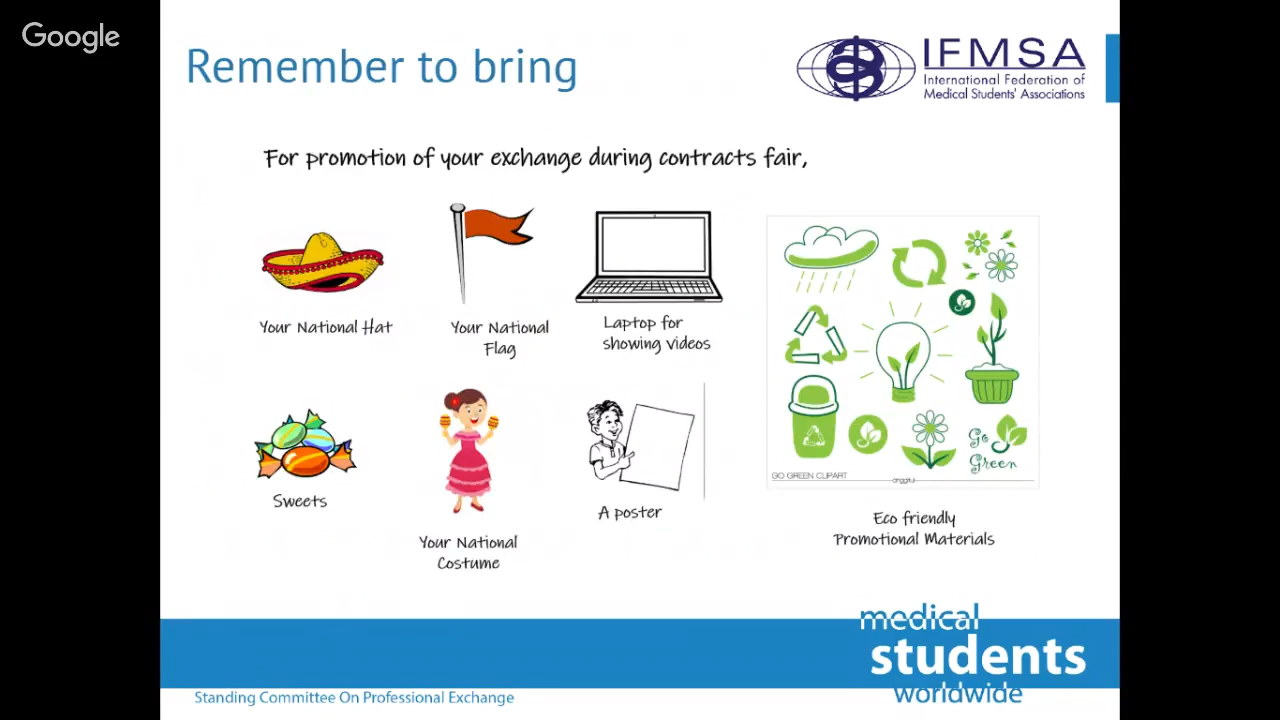 Google
Remember to bring
IFMSA
International Federation of
Medical Students' Associations
For promotion of your exchange during contracts fair,
Your National Hat
Your National
Flag
Laptop for
showing videos
Sweets
Your National
Costume
A poster
Go
Green
GO GREEN CLIPART
Eco friendly
Promotional Materials
medical
students
worldwide
Standing Committee On Professional Exchange